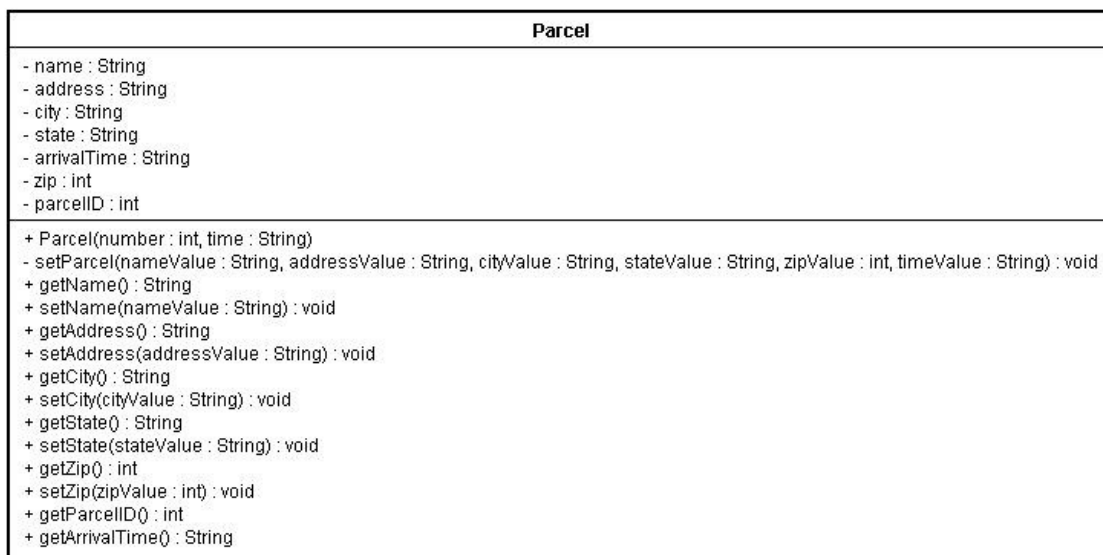 Parcel
- name : String
- address : String
- city : String
- state : String
- arrivalTime : String
- zip : int
- parcelID : int
+ Parcel(number : int, time : String)
- setParcel(nameValue : String, addressValue : String, cityValue : String, stateValue : String, zipValue : int, timeValue : String) : void
+ getName() : String
+ setName(nameValue : String) : void
+ getAddress() : String
+ setAddress(addressValue : String) : void
+ getCity() : String
+ setCity(cityValue : String) : void
+ getState() : String
+ setState(stateValue : String) : void
+ getZip() : int
+ setZip(zipValue : int) : void
+ getParcelID() : int
+ getArrivalTime() : String